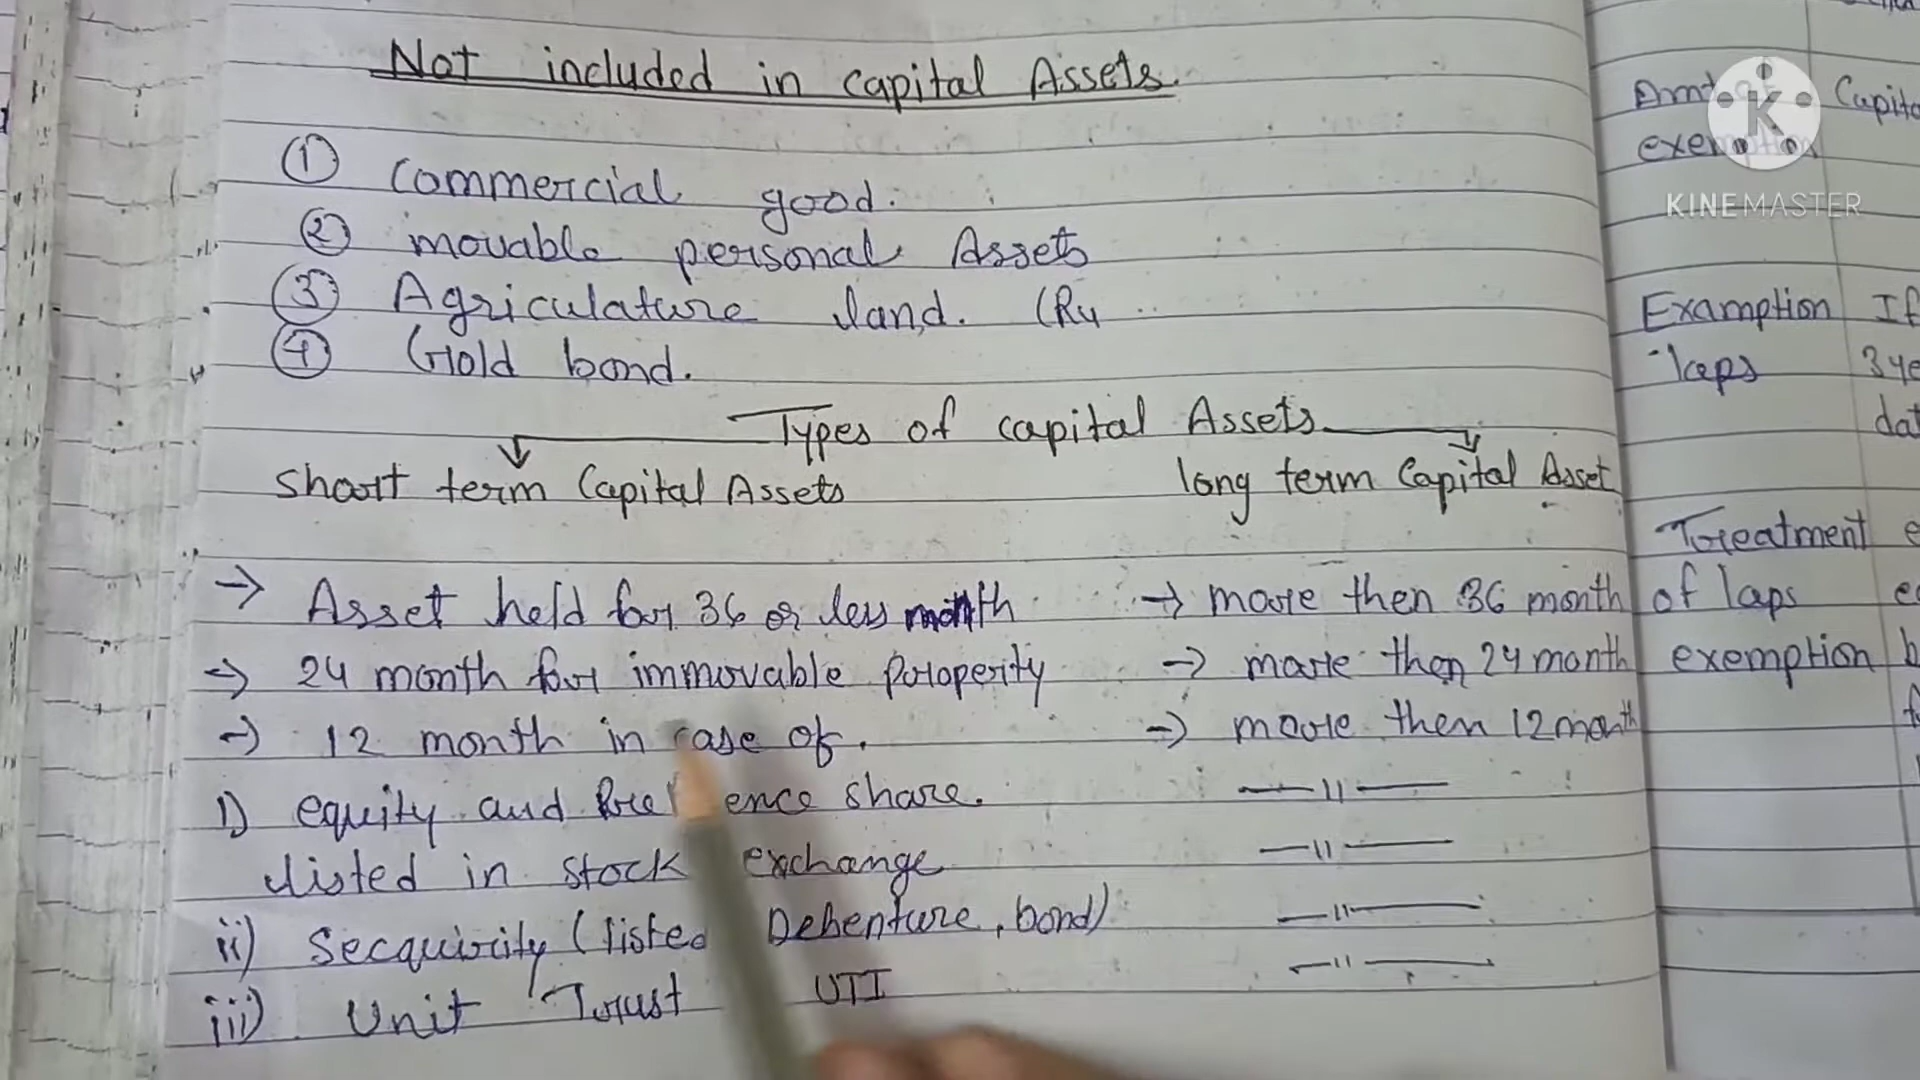 Not included in capital Assets.
① Commercial good.
② movable personal Assets
③ Agriculature land. (Ru
④ Gold bond.
Types of capital Assets
Short term Capital Assets
long term Capital Asset
→ Asset held for 36 or less month
→ more then 36 month
→ 24 month for immovable properity
→ more then 24 month
→ 12 month in case of.
→ more then 12 month
i) equity and ence share.
listed in stock exchange
ii) Secquirity (listed Debenture, bond)
iii) Unit Trust UTI
Capita
Examption If
laps 3ye
dat
Treatment e
of laps
exemption b
KINEMASTER